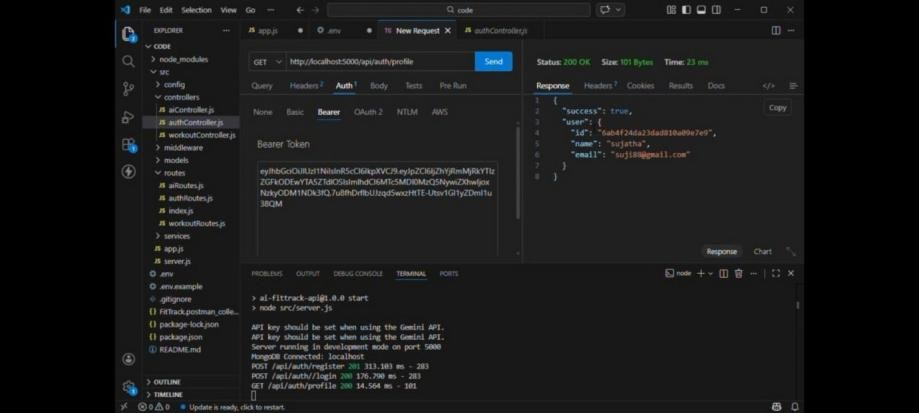 File Edit Selection View Go ... code
EXPLORER ...
CODE
node_modules
src
config
controllers
JS aiController.js
JS authController.js
JS workoutController.js
middleware
models
routes
JS aiRoutes.js
JS authRoutes.js
JS index.js
JS workoutRoutes.js
services
JS app.js
JS server.js
.env
.env.example
.gitignore
{} FitTrack.postman_colle...
{} package-lock.json
{} package.json
README.md
OUTLINE
TIMELINE
JS app.js .env New Request JS authController.js
GET http://localhost:5000/api/auth/profile Send
Query Headers 2 Auth 1 Body Tests Pre Run
None Basic Bearer OAuth 2 NTLM AWS
Bearer Token
Status: 200 OK Size: 101 Bytes Time: 23 ms
Response Headers 7 Cookies Results Docs
Copy
1 {
2 "success": true,
3 "user": {
4 "id": "6ab4f24da23dad810a09e7e9",
5 "name": "sujatha",
6 "email": "suji88@gmail.com"
7 }
8 }
Response Chart
PROBLEMS OUTPUT DEBUG CONSOLE TERMINAL PORTS
node
> ai-fittrack-api@1.0.0 start
> node src/server.js
API key should be set when using the Gemini API.
API key should be set when using the Gemini API.
Server running in development mode on port 5000
MongoDB Connected: localhost
POST /api/auth/register 201 313.103 ms - 283
POST /api/auth//login 200 176.790 ms - 283
GET /api/auth/profile 200 14.564 ms - 101
0 0 Update is ready, click to restart.